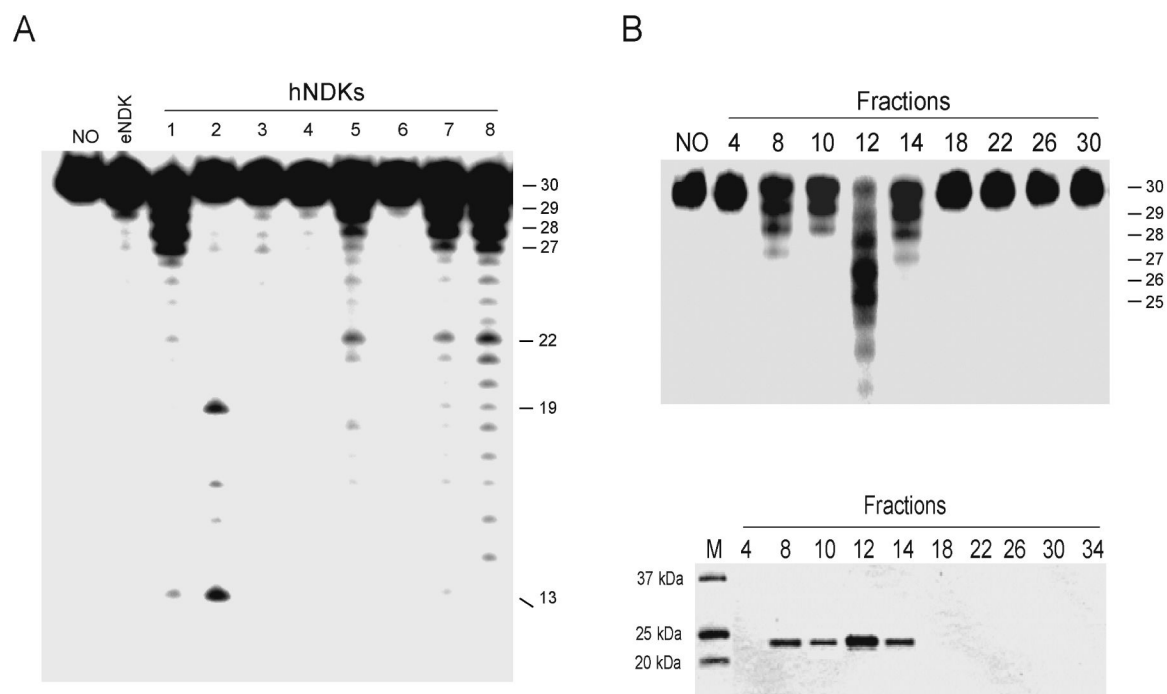 A
hNDKs
NO eNDK 1 2 3 4 5 6 7 8
– 30
– 29
– 28
– 27
– 22
– 19
13
B
Fractions
NO 4 8 10 12 14 18 22 26 30
– 30
– 29
– 28
– 27
– 26
– 25
Fractions
M 4 8 10 12 14 18 22 26 30 34
37 kDa
25 kDa
20 kDa